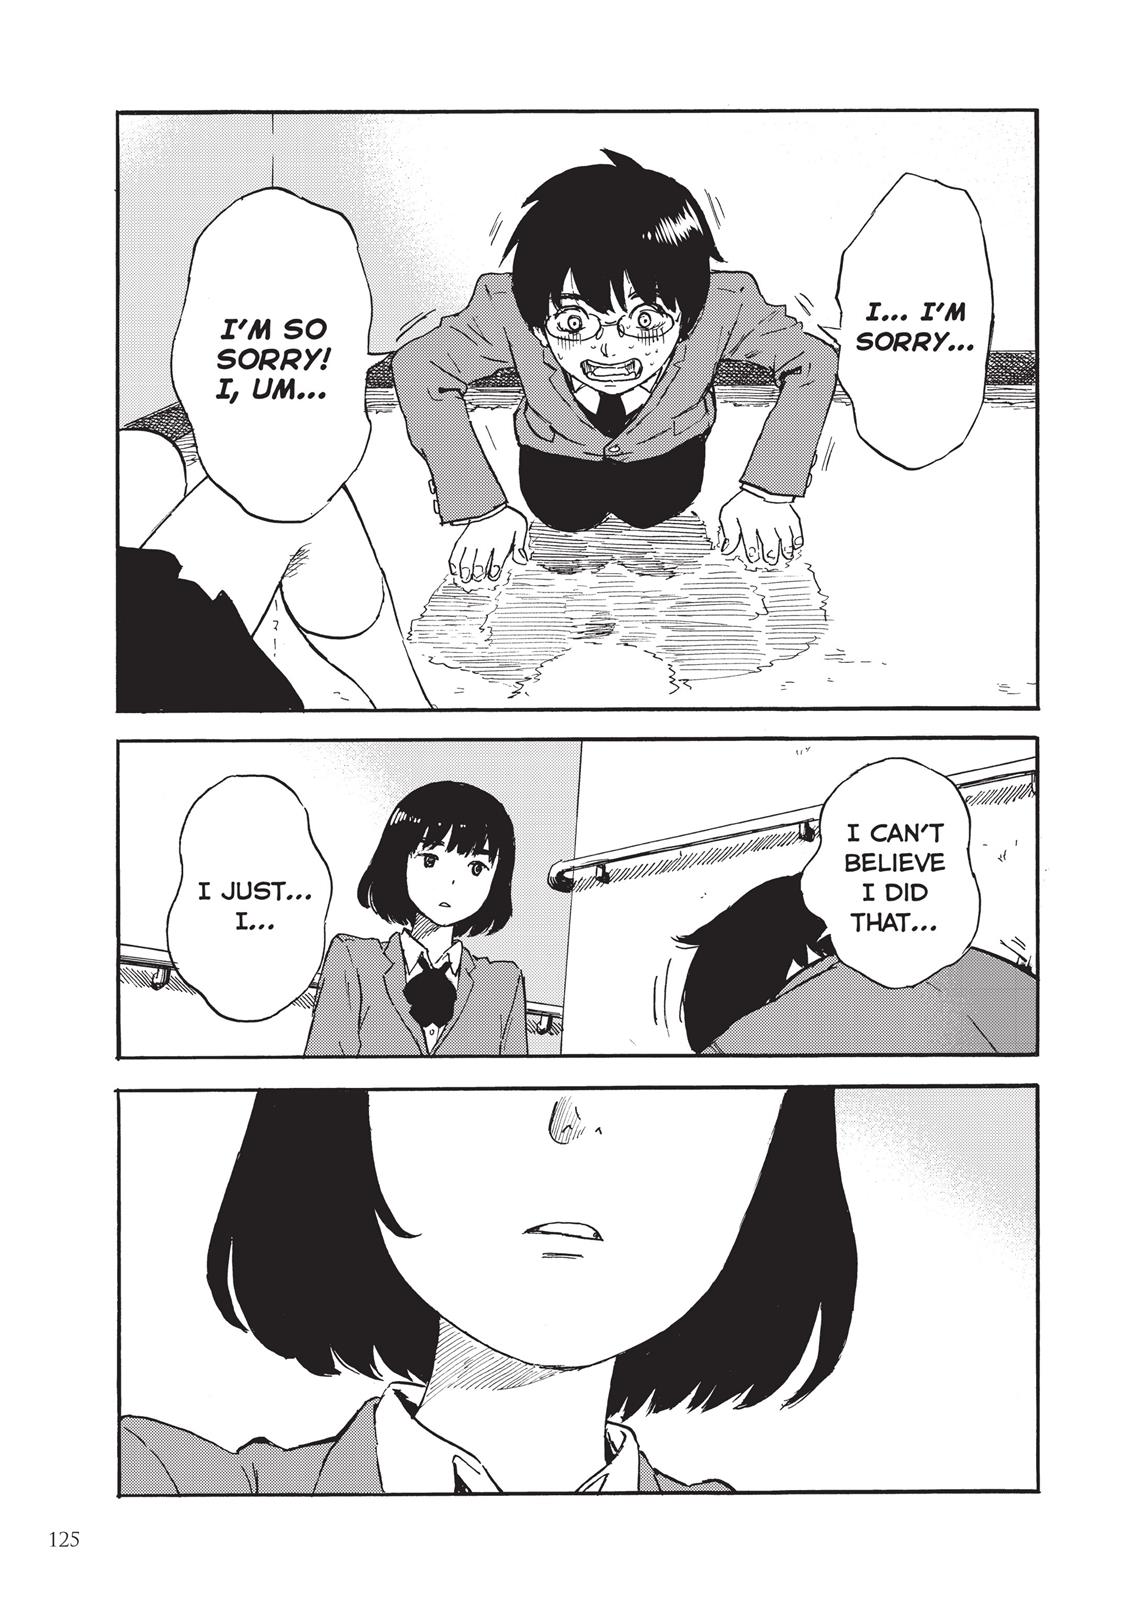 I... I'M
SORRY...
I'M SO
SORRY!
I, UM...
I CAN'T
BELIEVE
I DID
THAT...
I JUST...
I...
125